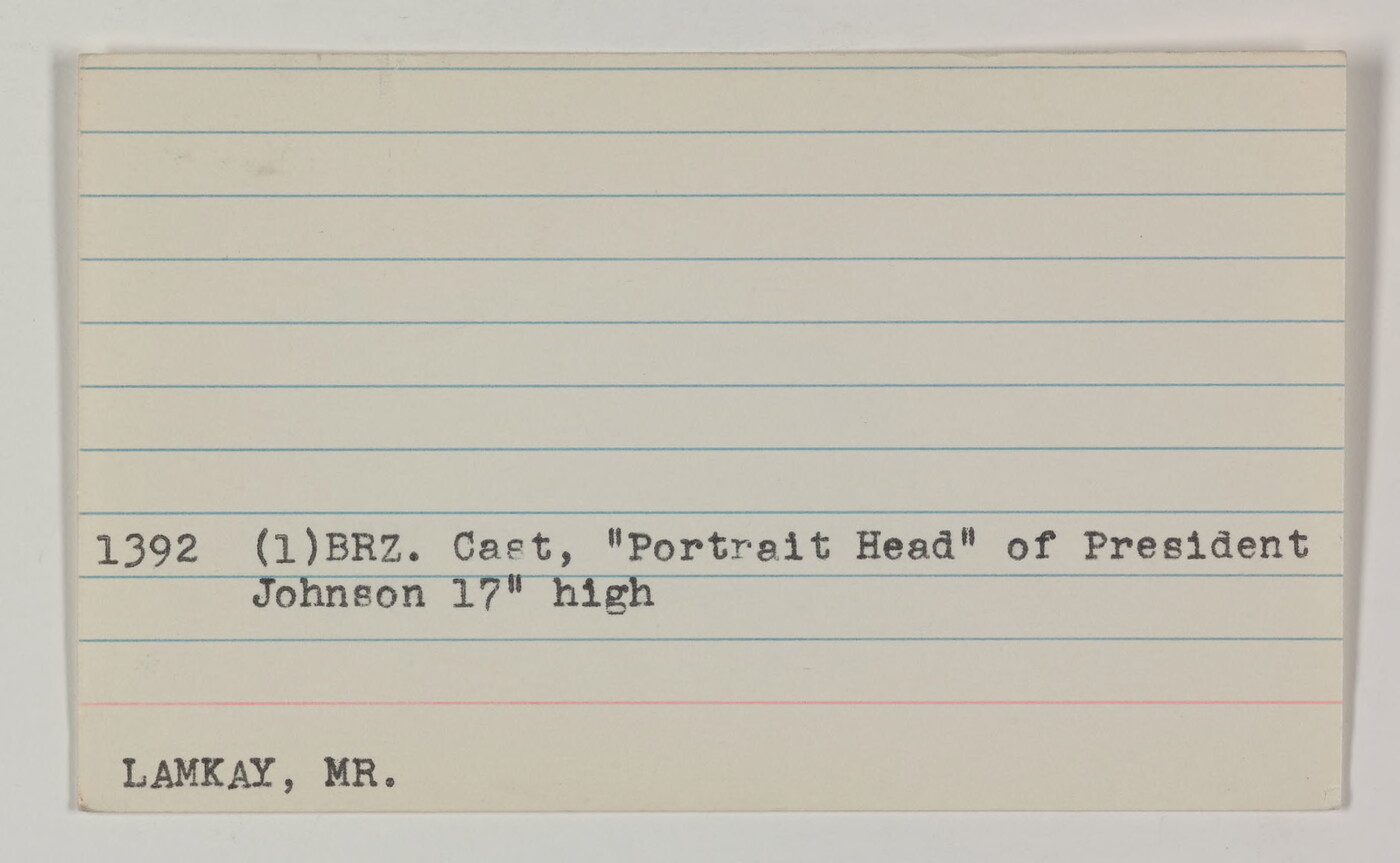 1392 (1)BRZ. Cast, "Portrait Head" of President
Johnson 17" high
LAMKAY, MR.